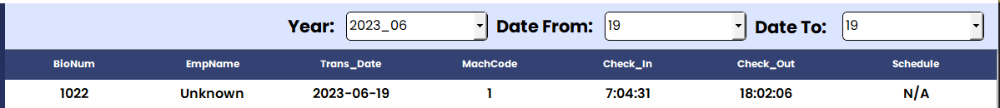 Year: 2023_06 Date From: 19 Date To: 19
BioNum EmpName Trans_Date MachCode Check_In Check_Out Schedule
1022 Unknown 2023-06-19 1 7:04:31 18:02:06 N/A